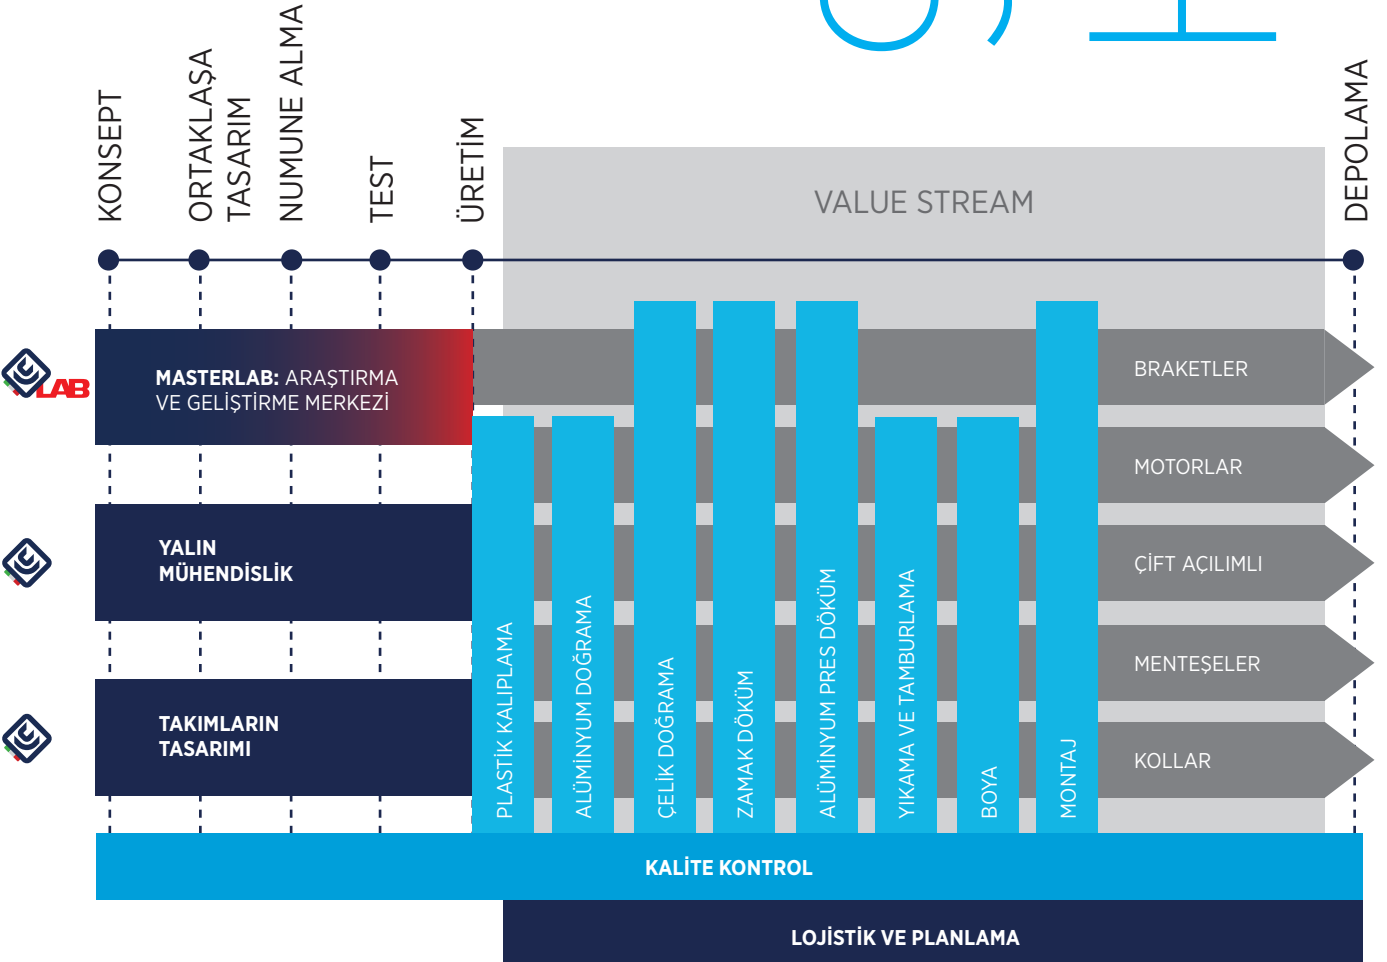 KONSEPT
ORTAKLAŞA
TASARIM
NUMUNE ALMA
TEST
ÜRETİM
DEPOLAMA
VALUE STREAM
LAB
MASTERLAB: ARAŞTIRMA
VE GELİŞTİRME MERKEZİ
YALIN
MÜHENDİSLİK
TAKIMLARIN
TASARIMI
PLASTİK KALIPLAMA
ALÜMİNYUM DOĞRAMA
ÇELİK DOĞRAMA
ZAMAK DÖKÜM
ALÜMİNYUM PRES DÖKÜM
YIKAMA VE TAMBURLAMA
BOYA
MONTAJ
BRAKETLER
MOTORLAR
ÇİFT AÇILIMLI
MENTEŞELER
KOLLAR
KALİTE KONTROL
LOJİSTİK VE PLANLAMA